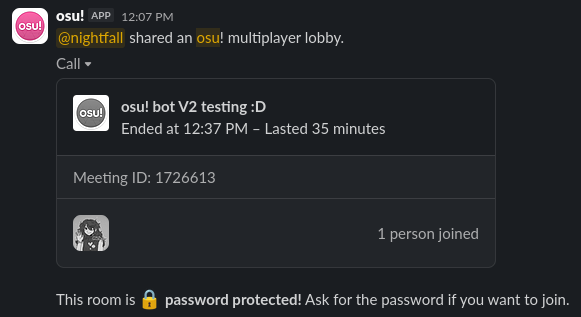 osu!
osu! APP 12:07 PM
@nightfall shared an osu! multiplayer lobby.
Call
osu!
osu! bot V2 testing :D
Ended at 12:37 PM – Lasted 35 minutes
Meeting ID: 1726613
1 person joined
This room is 🔒 password protected! Ask for the password if you want to join.